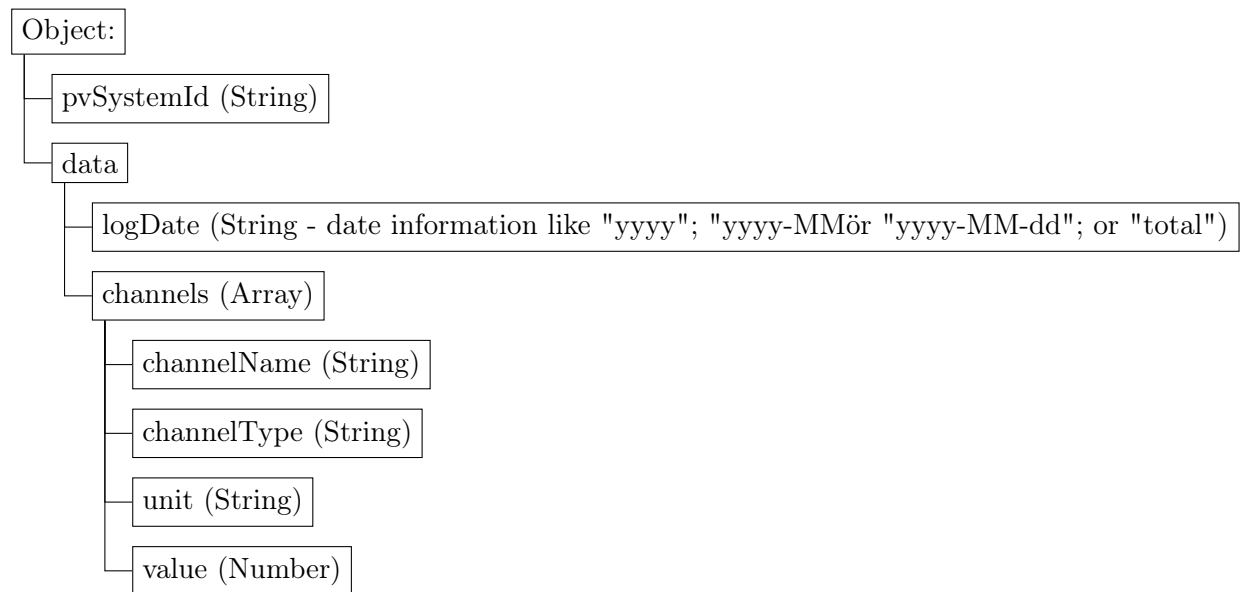 Object:
pvSystemId (String)
data
logDate (String - date information like "yyyy"; "yyyy-MMör "yyyy-MM-dd"; or "total")
channels (Array)
channelName (String)
channelType (String)
unit (String)
value (Number)